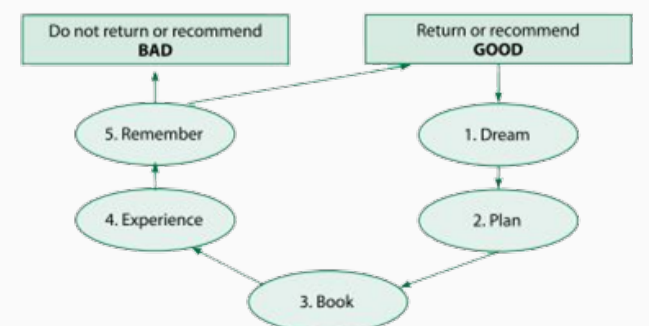 Do not return or recommend
BAD
Return or recommend
GOOD
5. Remember
1. Dream
4. Experience
2. Plan
3. Book